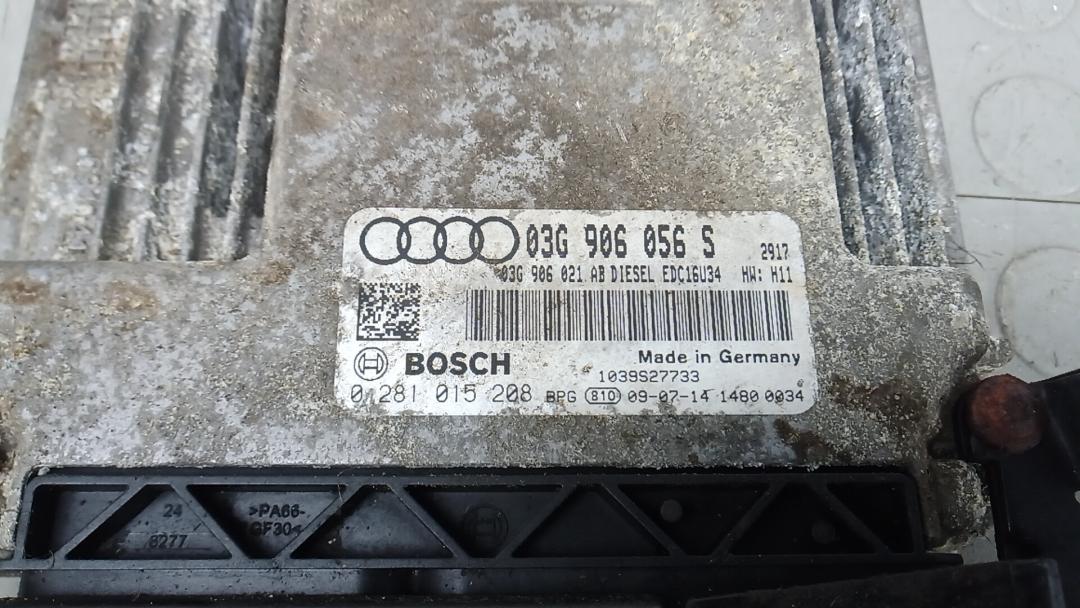 03G 906 056 S 2917
03G 906 021 AB DIESEL EDC16U34 HW: H11
BOSCH
Made in Germany
1039S27733
0 281 015 208 BPG 810 09-07-14 1480 0034
24
>PA66-
GF30<
8277